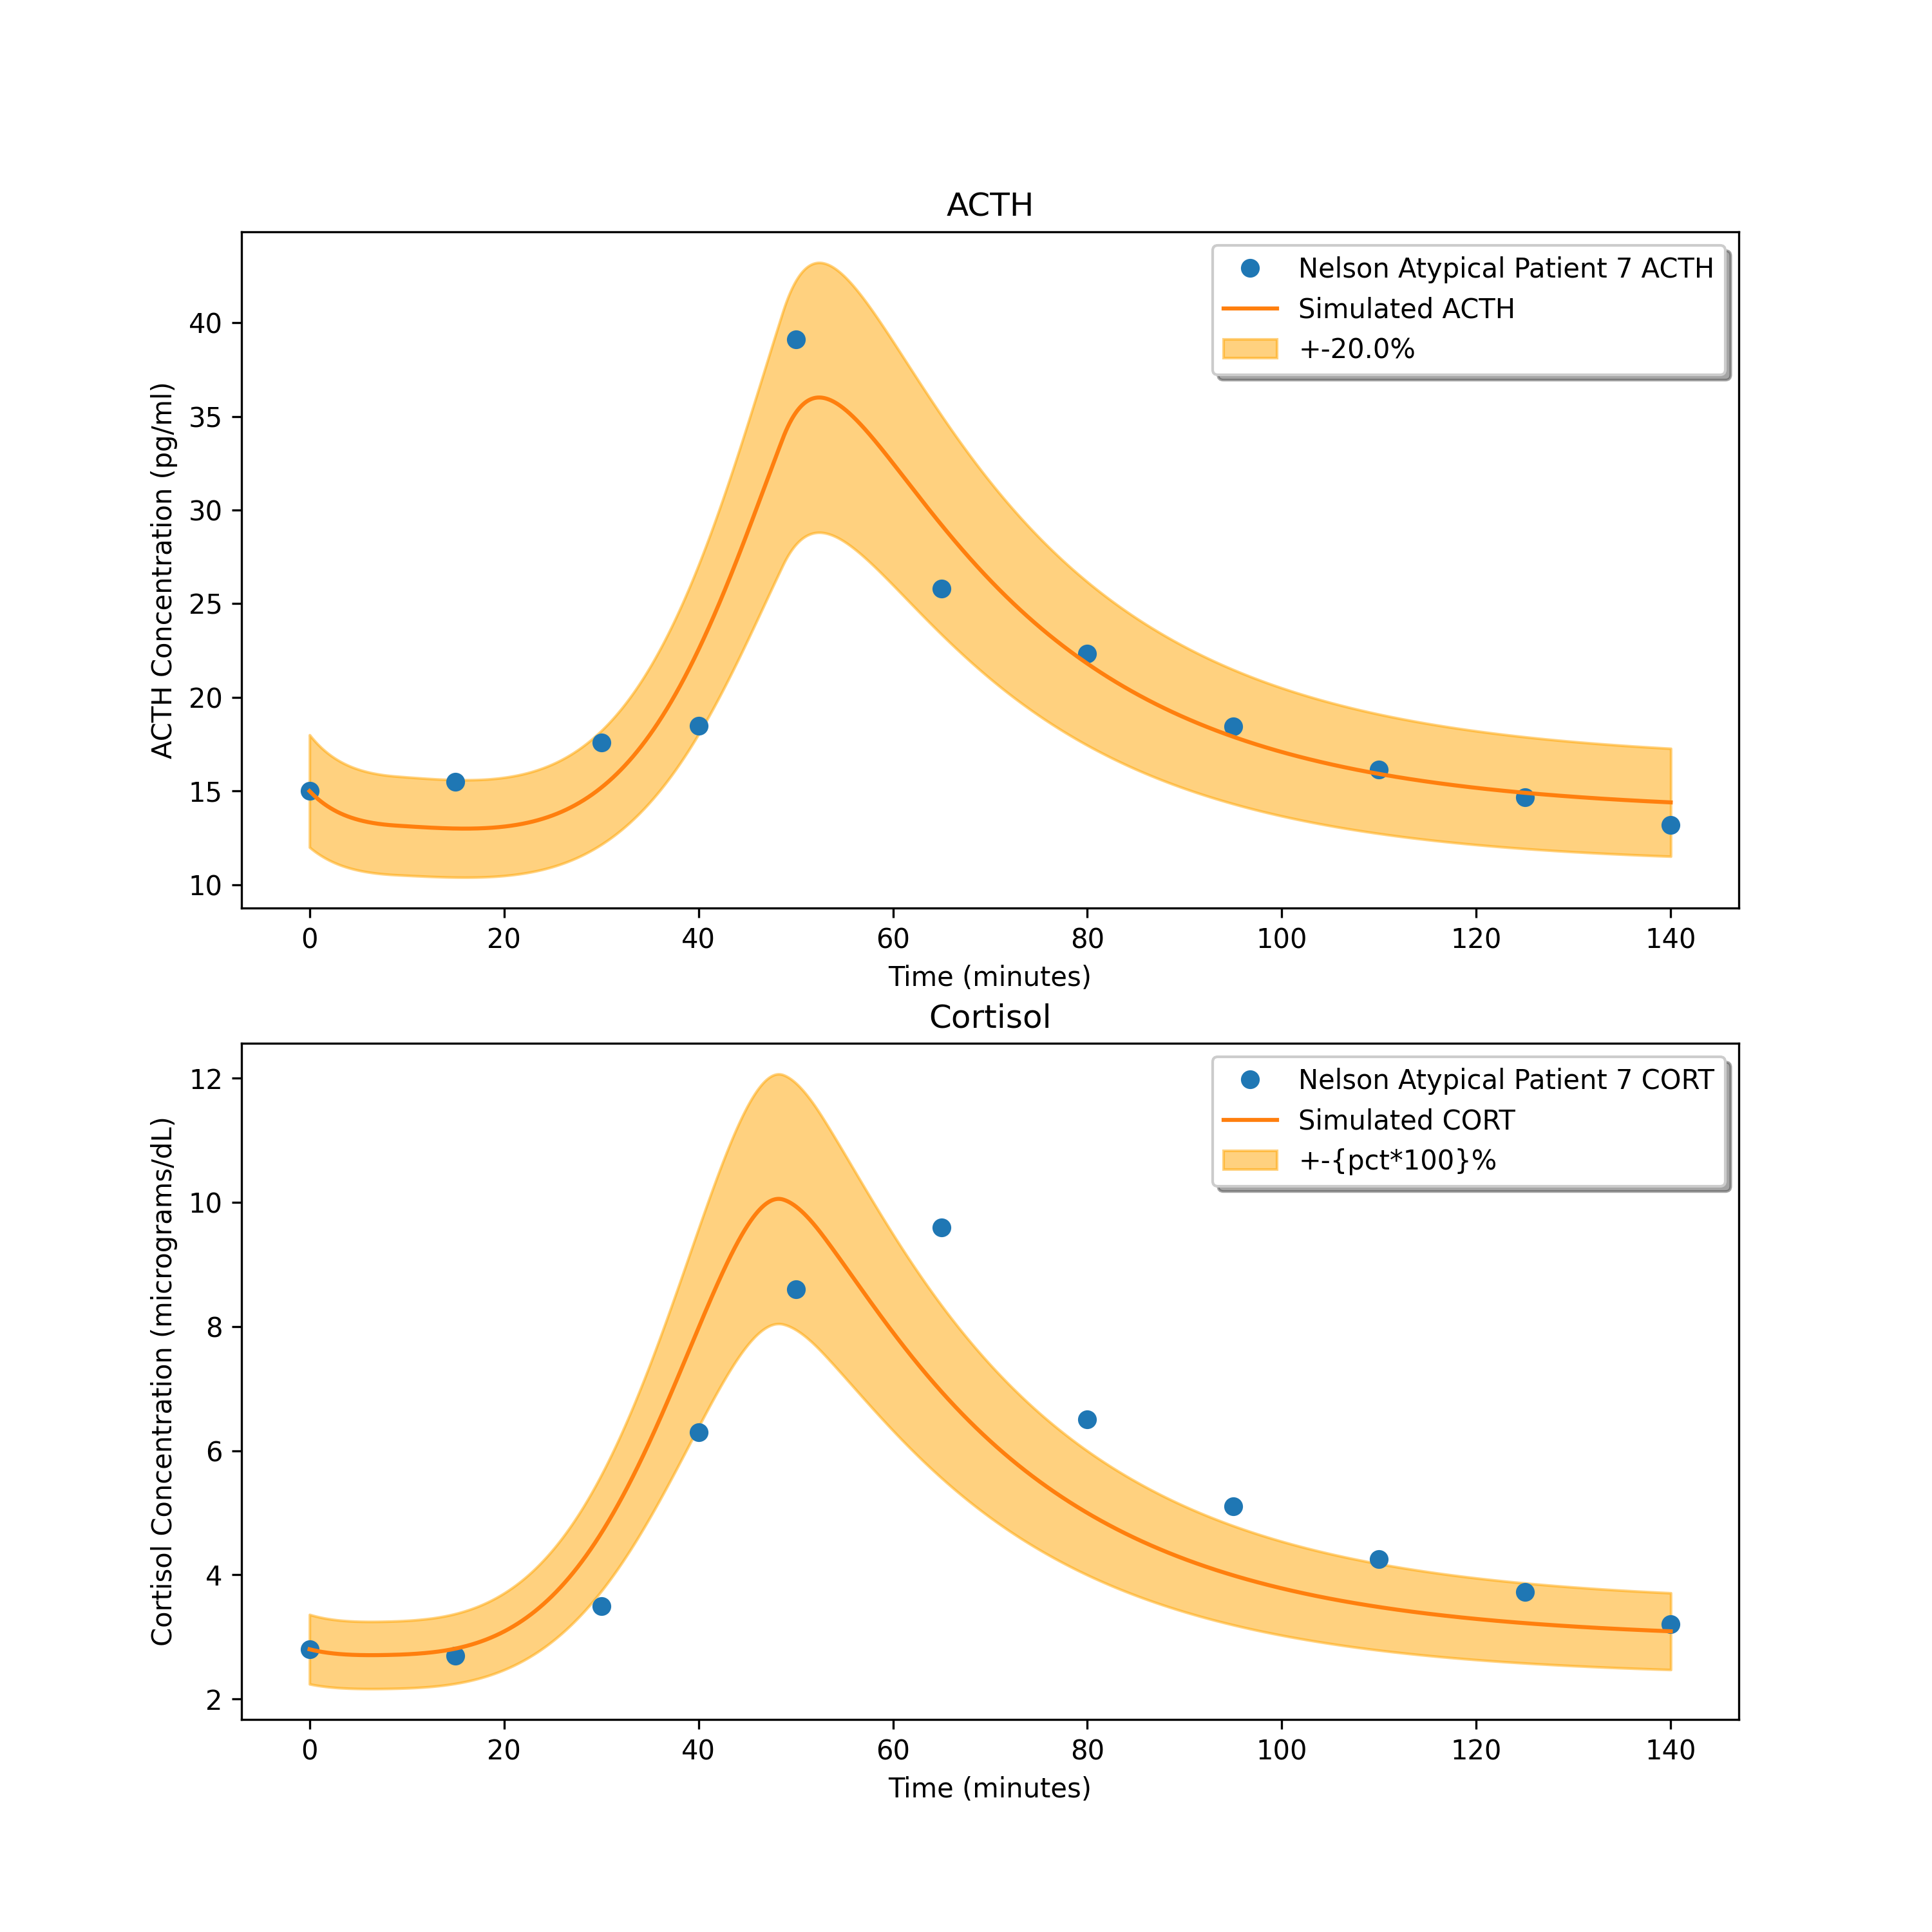 ACTH
Nelson Atypical Patient 7 ACTH
Simulated ACTH
+-20.0%
ACTH Concentration (pg/ml)
40
35
30
25
20
15
10
0 20 40 60 80 100 120 140
Time (minutes)
Cortisol
Nelson Atypical Patient 7 CORT
Simulated CORT
+-{pct*100}%
Cortisol Concentration (micrograms/dL)
12
10
8
6
4
2
0 20 40 60 80 100 120 140
Time (minutes)